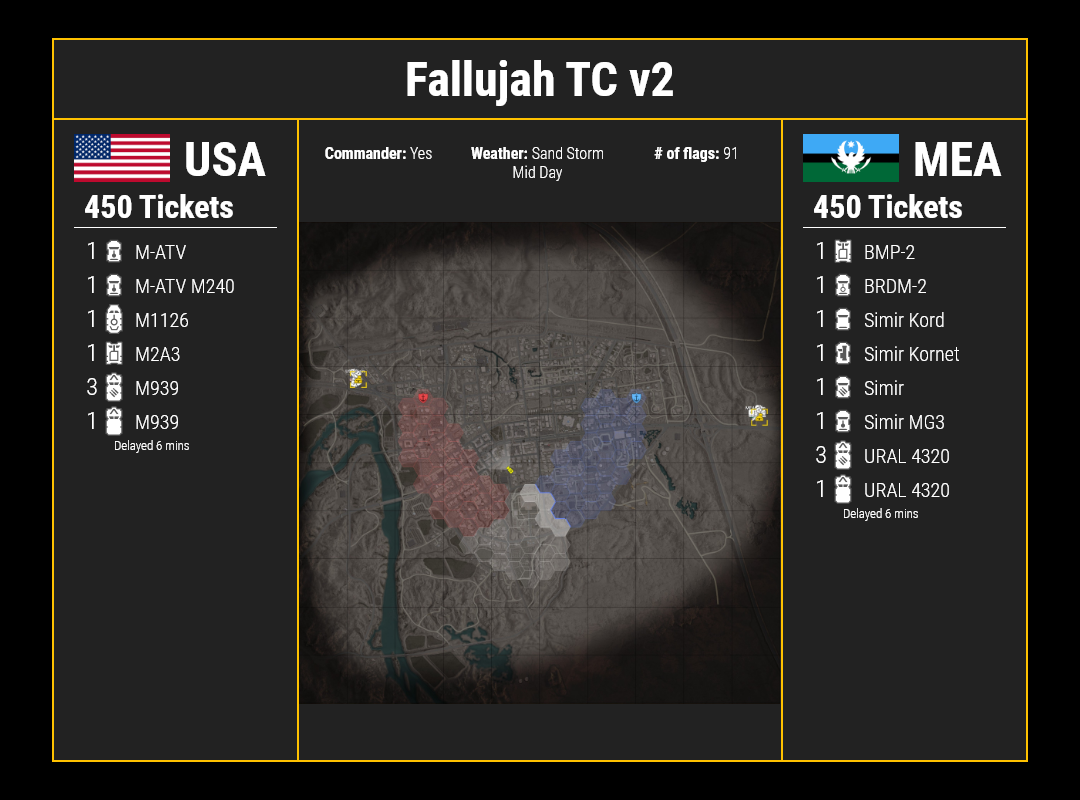 Fallujah TC v2
USA
450 Tickets
1 M-ATV
1 M-ATV M240
1 M1126
1 M2A3
3 M939
1 M939
Delayed 6 mins
Commander: Yes
Weather: Sand Storm
Mid Day
# of flags: 91
MEA
450 Tickets
1 BMP-2
1 BRDM-2
1 Simir Kord
1 Simir Kornet
1 Simir
1 Simir MG3
3 URAL 4320
1 URAL 4320
Delayed 6 mins